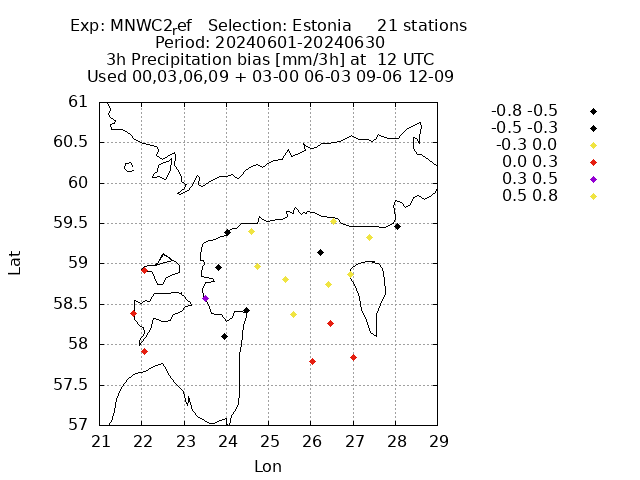 Exp: MNWC2ref   Selection: Estonia     21 stations
Period: 20240601-20240630
3h Precipitation bias [mm/3h] at  12 UTC
Used 00,03,06,09 + 03-00 06-03 09-06 12-09
-0.8 -0.5
-0.5 -0.3
-0.3 0.0
0.0 0.3
0.3 0.5
0.5 0.8
61
60.5
60
59.5
59
58.5
58
57.5
57
Lat
21 22 23 24 25 26 27 28 29
Lon